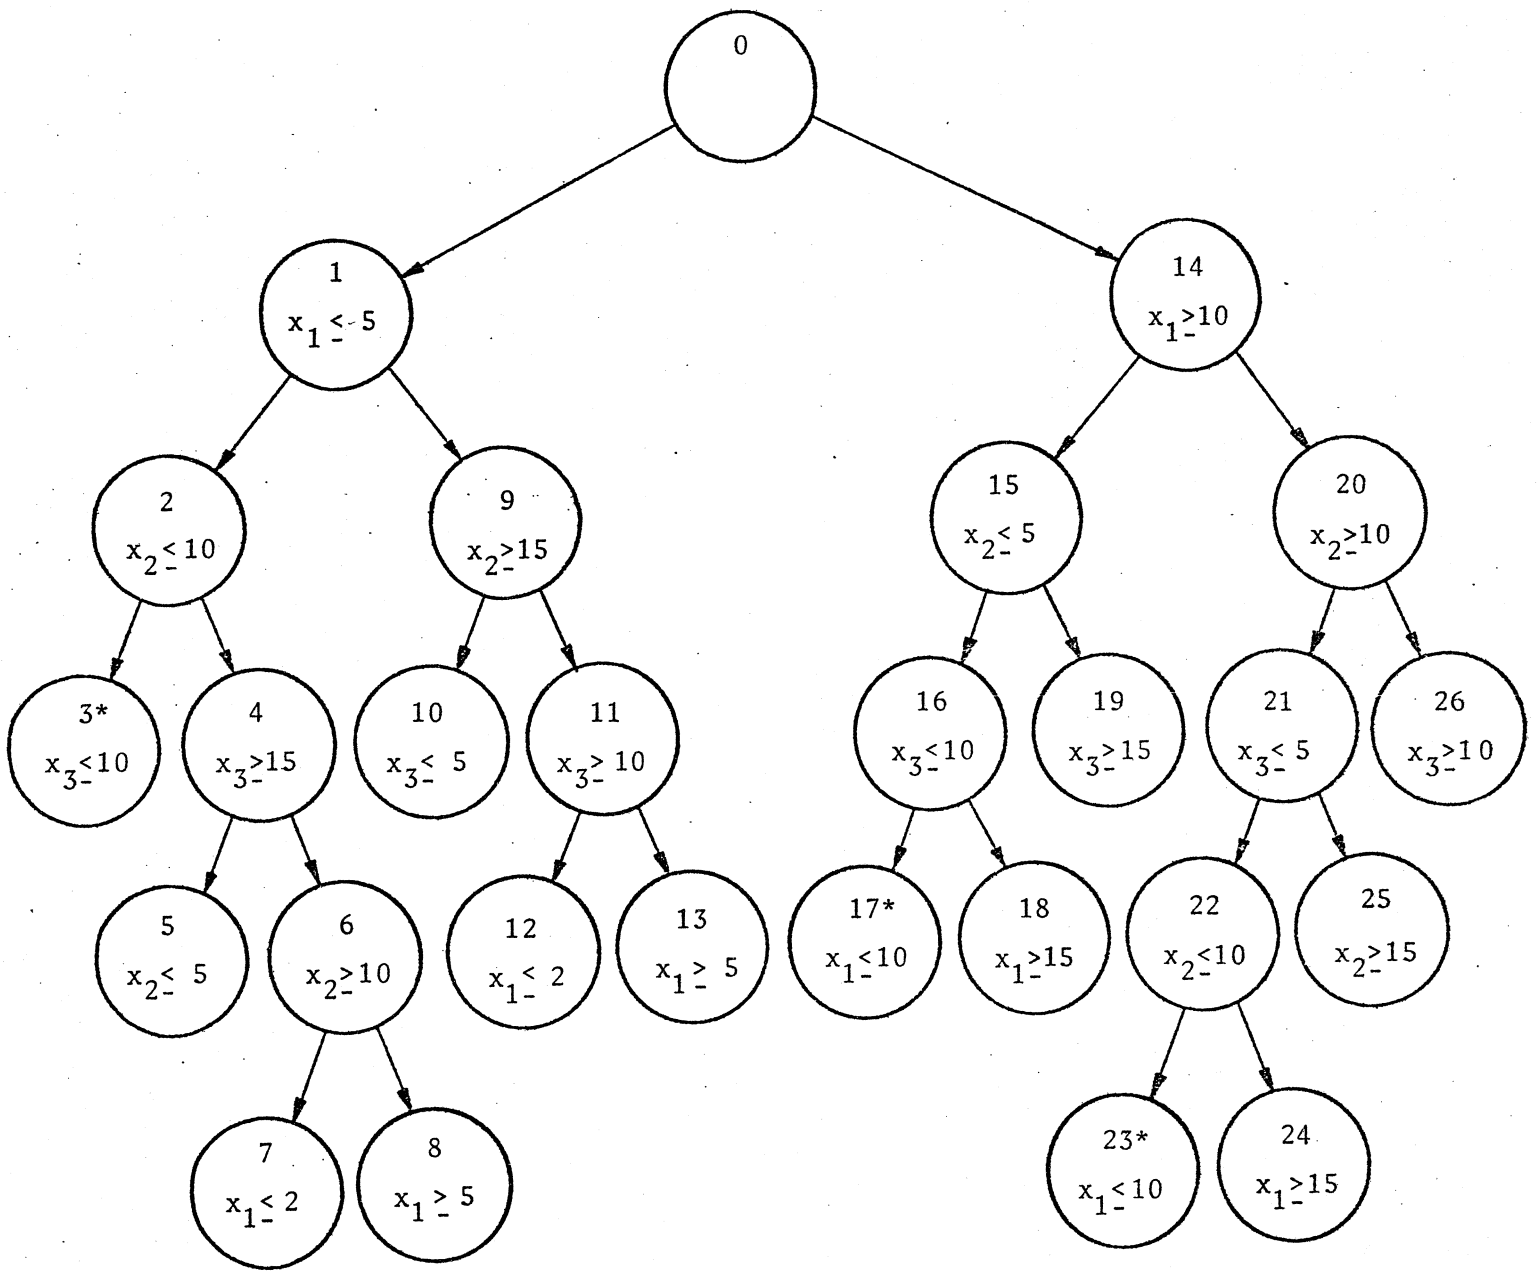 0
1
x₁ ≤ 5
14
x₁≥10
2
x₂≤10
9
x₂≥15
15
x₂≤ 5
20
x₂≥10
3*
x₃≤10
4
x₃≥15
10
x₃≤ 5
11
x₃≥ 10
16
x₃≤10
19
x₃≥15
21
x₃≤ 5
26
x₃≥10
5
x₂≤ 5
6
x₂≥10
12
x₁≤ 2
13
x₁≥ 5
17*
x₁≤10
18
x₁≥15
22
x₂≤10
25
x₂≥15
7
x₁≤ 2
8
x₁≥ 5
23*
x₁≤10
24
x₁≥15